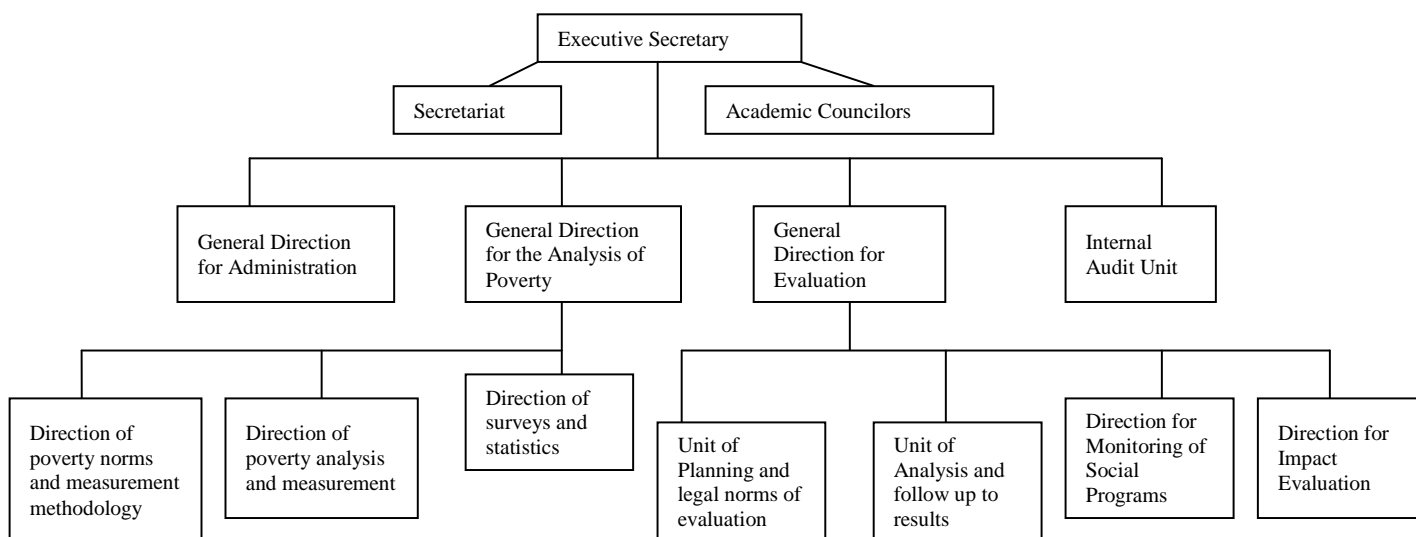 Executive Secretary
Secretariat
Academic Councilors
General Direction
for Administration
General Direction
for the Analysis of
Poverty
General
Direction for
Evaluation
Internal
Audit Unit
Direction of
poverty norms
and measurement
methodology
Direction of
poverty analysis
and measurement
Direction of
surveys and
statistics
Unit of
Planning and
legal norms of
evaluation
Unit of
Analysis and
follow up to
results
Direction for
Monitoring of
Social
Programs
Direction for
Impact
Evaluation